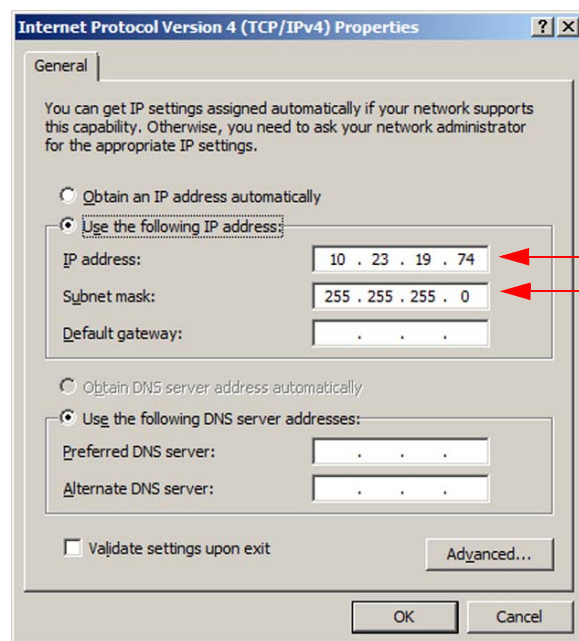 Internet Protocol Version 4 (TCP/IPv4) Properties
General
You can get IP settings assigned automatically if your network supports
this capability. Otherwise, you need to ask your network administrator
for the appropriate IP settings.
Obtain an IP address automatically
Use the following IP address:
IP address: 10 . 23 . 19 . 74
Subnet mask: 255 . 255 . 255 . 0
Default gateway: . . .
Obtain DNS server address automatically
Use the following DNS server addresses:
Preferred DNS server: . . .
Alternate DNS server: . . .
Validate settings upon exit
Advanced...
OK Cancel